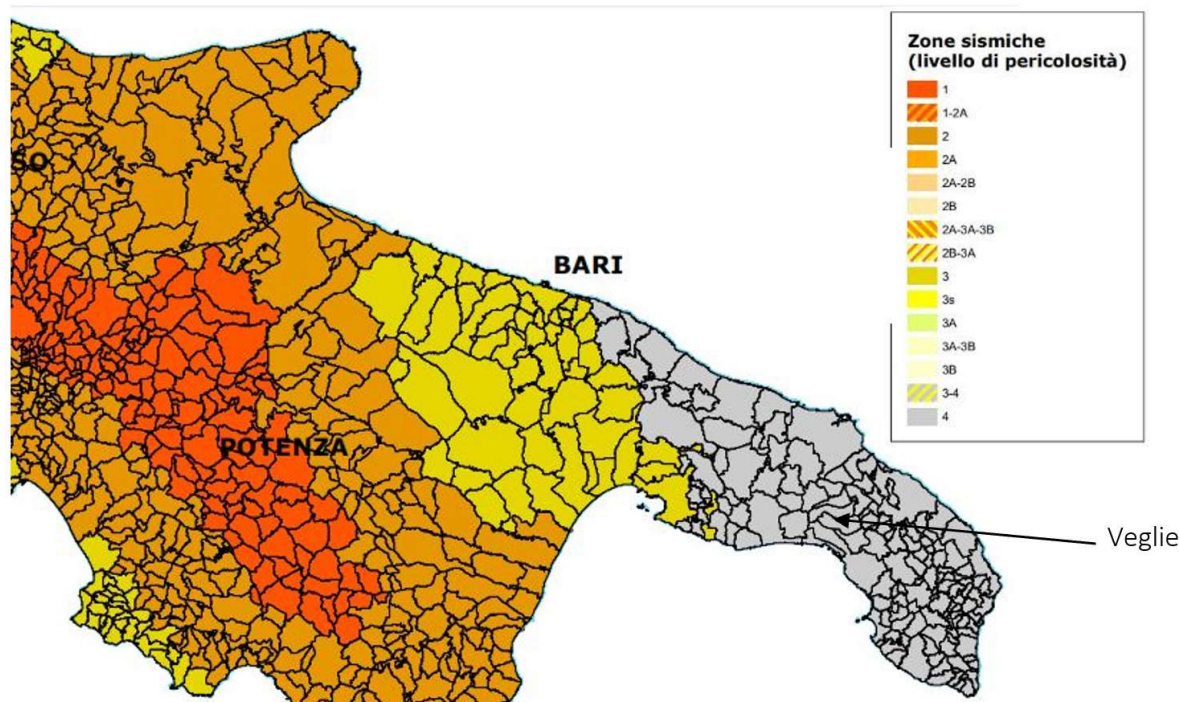 Zone sismiche
(livello di pericolosità)
1
1-2A
2
2A
2A-2B
2B
2A-3A-3B
2B-3A
3
3s
3A
3A-3B
3B
3-4
4
SO
BARI
POTENZA
Veglie